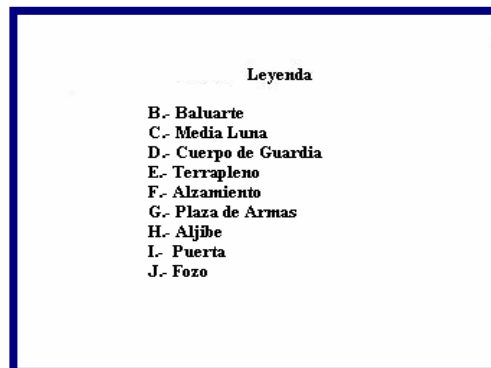 Leyenda
B.- Baluarte
C.- Media Luna
D.- Cuerpo de Guardia
E.- Terrapleno
F.- Alzamiento
G.- Plaza de Armas
H.- Aljibe
I.- Puerta
J.- Fozo